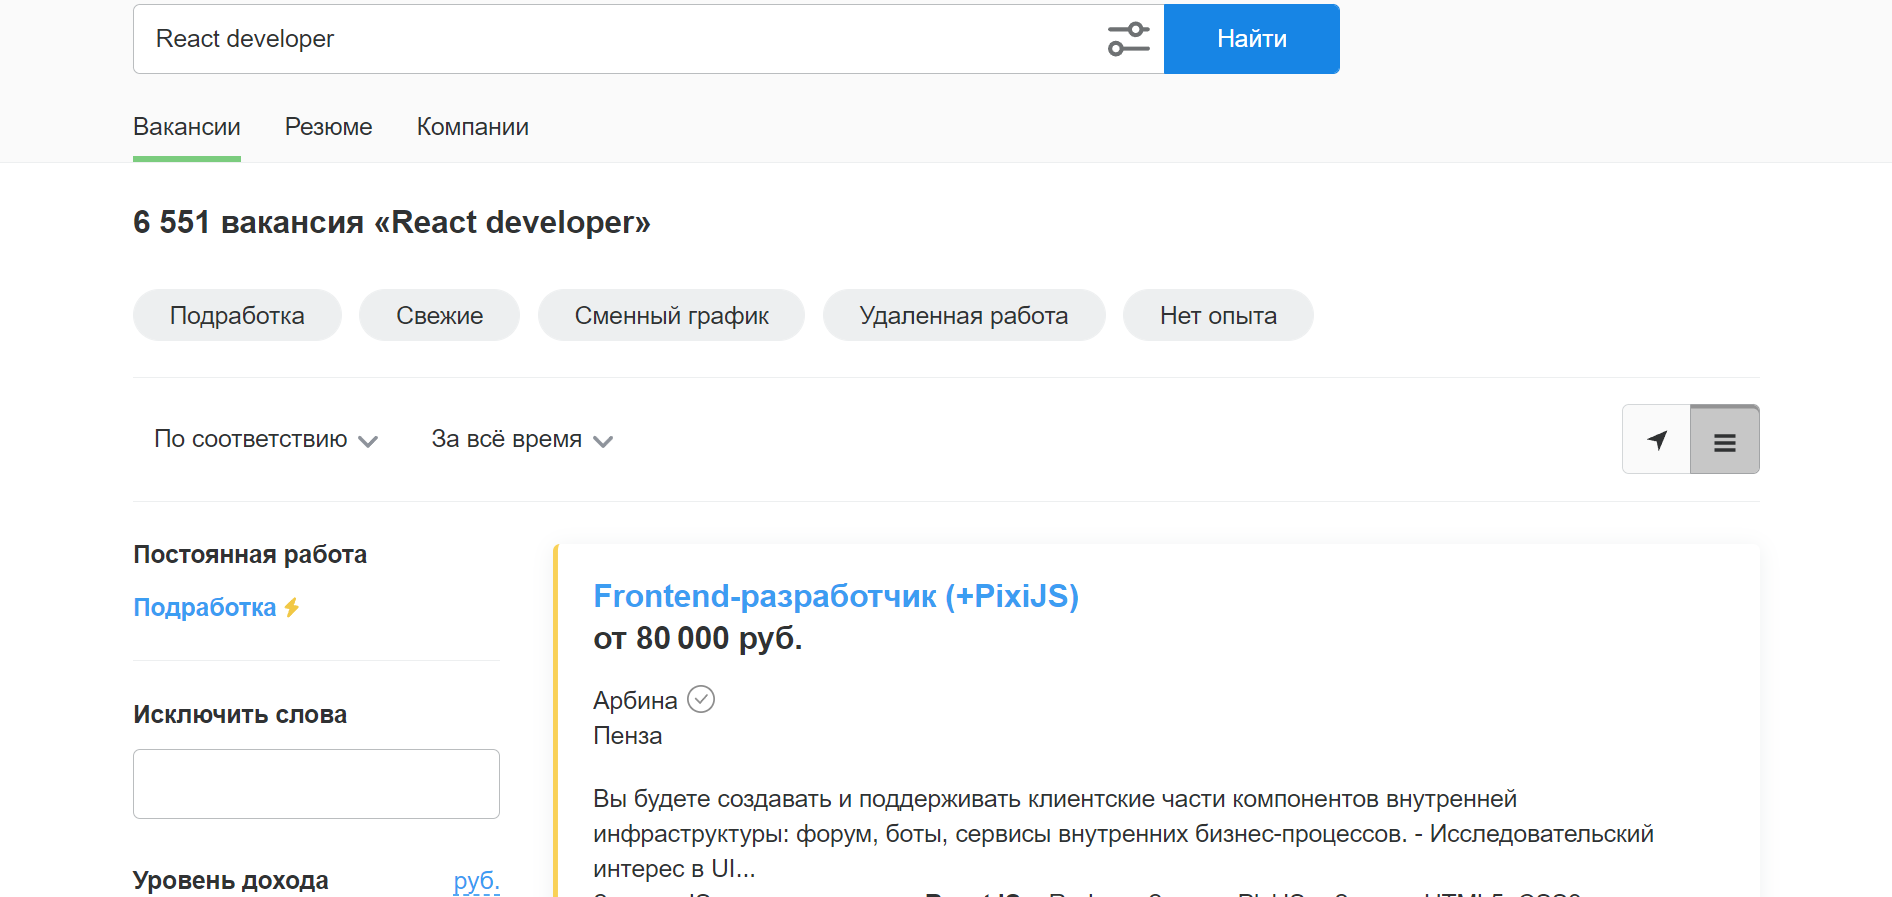 React developer
Найти
Вакансии Резюме Компании
6 551 вакансия «React developer»
Подработка Свежие Сменный график Удаленная работа Нет опыта
По соответствию За всё время
Постоянная работа
Подработка
Исключить слова
Уровень дохода руб.
Frontend-разработчик (+PixiJS)
от 80 000 руб.
Арбина
Пенза
Вы будете создавать и поддерживать клиентские части компонентов внутренней
инфраструктуры: форум, боты, сервисы внутренних бизнес-процессов. - Исследовательский
интерес в UI...